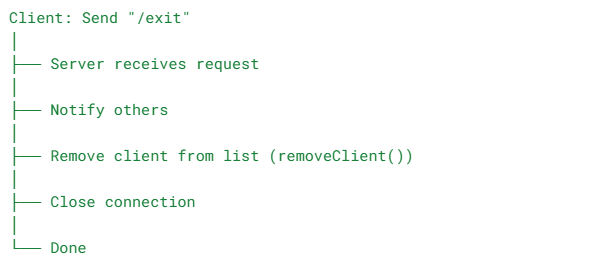 Client: Send "/exit"
│
├── Server receives request
│
├── Notify others
│
├── Remove client from list (removeClient())
│
├── Close connection
│
└── Done